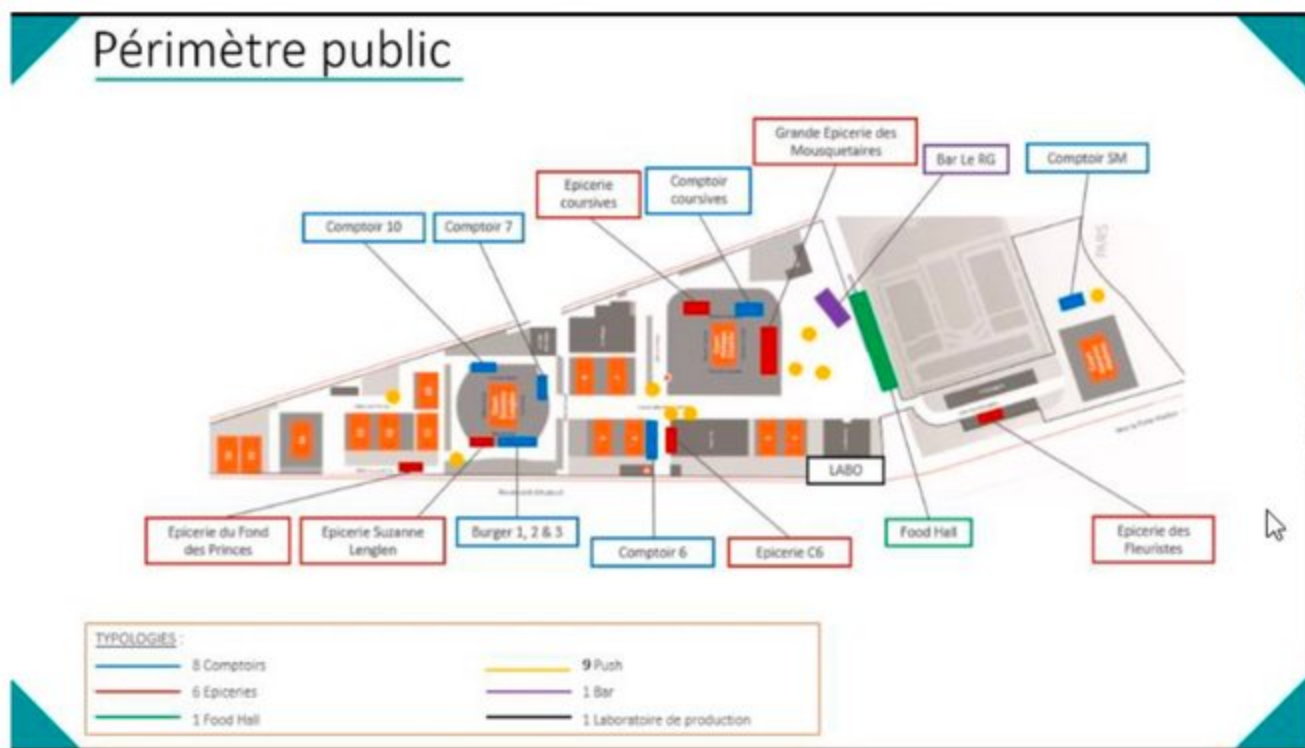 Périmètre public
Grande Epicerie des
Mousquetaires
Bar Le RG
Comptoir SM
Epicerie
coursives
Comptoir
coursives
Comptoir 10
Comptoir 7
PARIS
LABO
Epicerie du Fond
des Princes
Epicerie Suzanne
Lenglen
Burger 1, 2 & 3
Comptoir 6
Epicerie C6
Food Hall
Epicerie des
Fleuristes
TYPOLOGIES :
8 Comptoirs
9 Push
6 Epiceries
1 Bar
1 Food Hall
1 Laboratoire de production